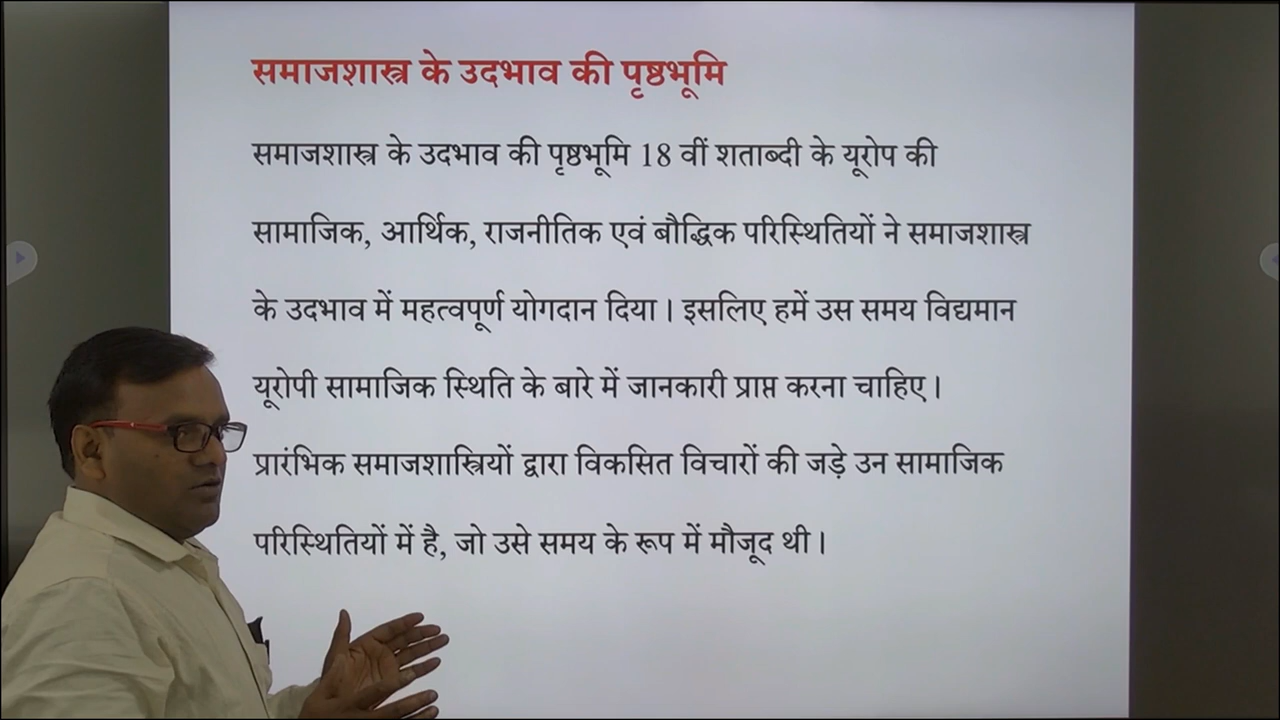 समाजशास्त्र के उदभाव की पृष्ठभूमि
समाजशास्त्र के उदभाव की पृष्ठभूमि 18 वीं शताब्दी के यूरोप की
सामाजिक, आर्थिक, राजनीतिक एवं बौद्धिक परिस्थितियों ने समाजशास्त्र
के उदभाव में महत्वपूर्ण योगदान दिया । इसलिए हमें उस समय विद्यमान
यूरोपी सामाजिक स्थिति के बारे में जानकारी प्राप्त करना चाहिए ।
प्रारंभिक समाजशास्त्रियों द्वारा विकसित विचारों की जड़े उन सामाजिक
परिस्थितियों में है, जो उसे समय के रूप में मौजूद थी ।